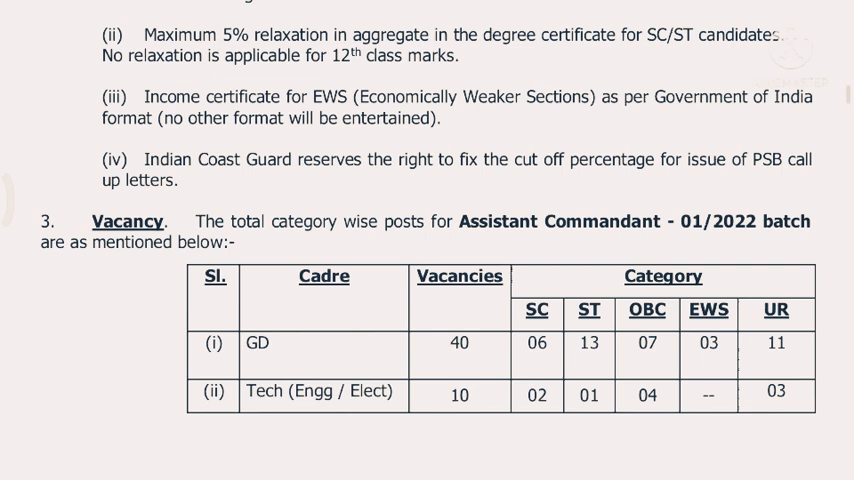 (ii) Maximum 5% relaxation in aggregate in the degree certificate for SC/ST candidates.
No relaxation is applicable for 12th class marks.
(iii) Income certificate for EWS (Economically Weaker Sections) as per Government of India
format (no other format will be entertained).
(iv) Indian Coast Guard reserves the right to fix the cut off percentage for issue of PSB call
up letters.
3. Vacancy. The total category wise posts for Assistant Commandant - 01/2022 batch
are as mentioned below:-
Sl. Cadre Vacancies Category
SC ST OBC EWS UR
(i) GD 40 06 13 07 03 11
(ii) Tech (Engg / Elect) 10 02 01 04 -- 03